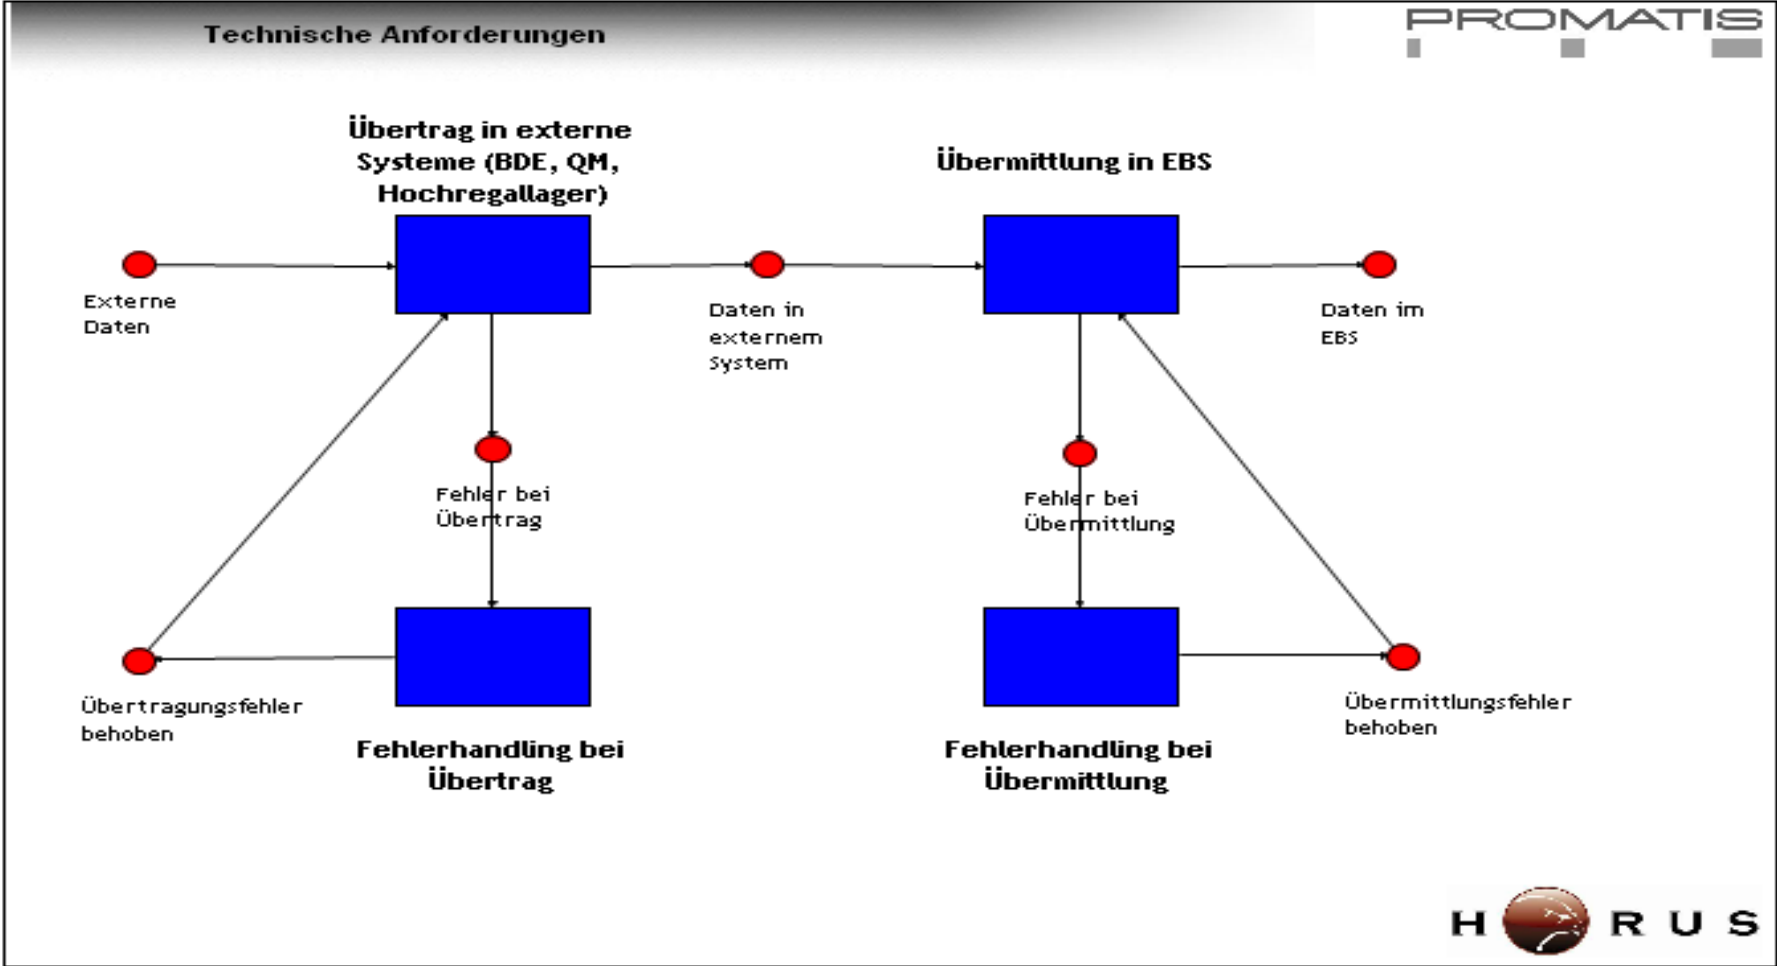 Technische Anforderungen
PROMATIS
Übertrag in externe
Systeme (BDE, QM,
Hochregallager)
Übermittlung in EBS
Externe
Daten
Daten in
externem
System
Daten im
EBS
Fehler bei
Übertrag
Fehler bei
Übermittlung
Übertragungsfehler
behoben
Übermittlungsfehler
behoben
Fehlerhandling bei
Übertrag
Fehlerhandling bei
Übermittlung
HORUS